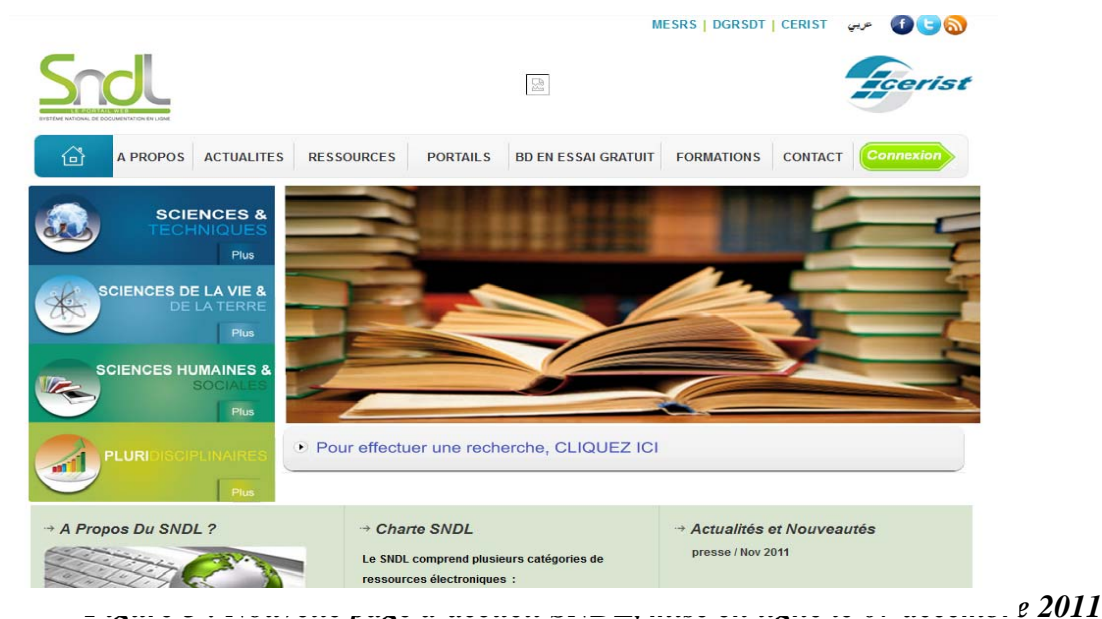 MESRS | DGRSDT | CERIST عربي
Sndl
LE PORTAIL WEB
SYSTÈME NATIONAL DE DOCUMENTATION EN LIGNE
cerist
A PROPOS ACTUALITES RESSOURCES PORTAILS BD EN ESSAI GRATUIT FORMATIONS CONTACT Connexion
SCIENCES &
TECHNIQUES
Plus
SCIENCES DE LA VIE &
DE LA TERRE
Plus
SCIENCES HUMAINES &
SOCIALES
Plus
PLURIDISCIPLINAIRES
Plus
Pour effectuer une recherche, CLIQUEZ ICI
A Propos Du SNDL ?
Charte SNDL
Le SNDL comprend plusieurs catégories de
ressources électroniques :
Actualités et Nouveautés
presse / Nov 2011
2011